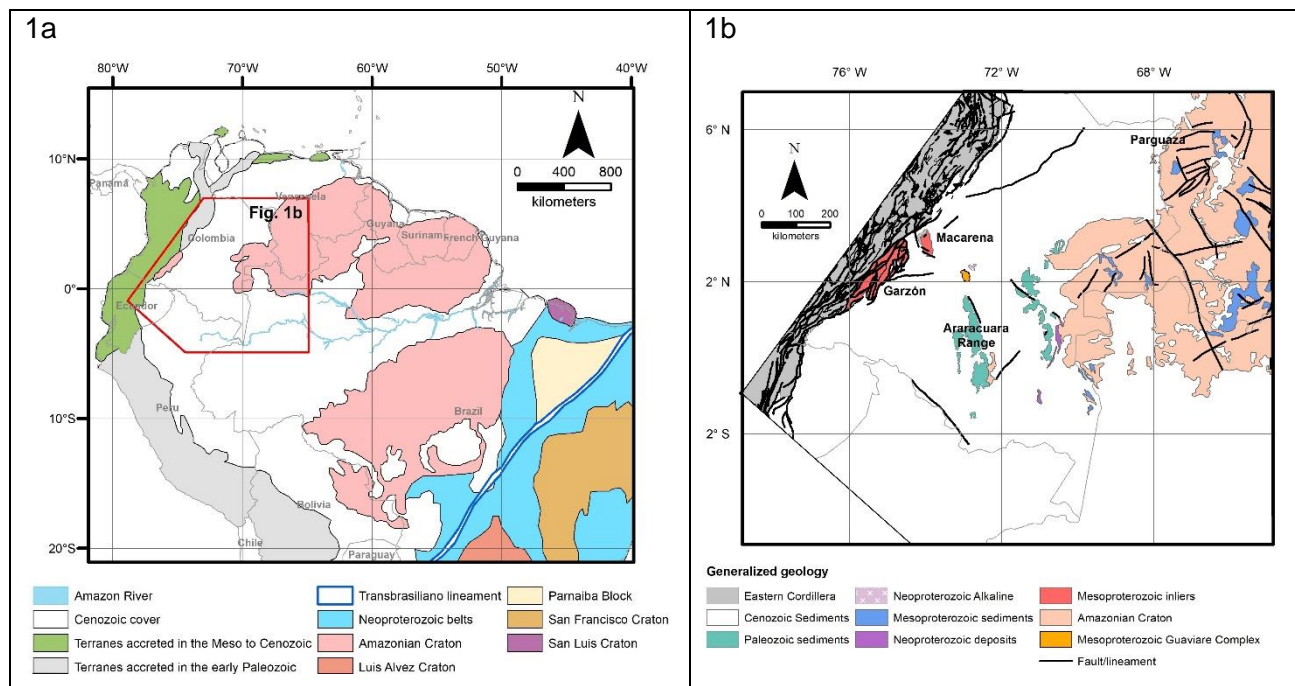 1a
80°W 70°W 60°W 50°W 40°W
N
0 400 800
kilometers
10°N
0°
10°S
20°S
Panamá
Venezuela
Fig. 1b
Guyana
Surinam
French Guyana
Colombia
Ecuador
Peru
Brazil
Bolivia
Chile
Paraguay
Amazon River
Cenozoic cover
Terranes accreted in the Meso to Cenozoic
Terranes accreted in the early Paleozoic
Transbrasiliano lineament
Neoproterozoic belts
Amazonian Craton
Luis Alvez Craton
Parnaiba Block
San Francisco Craton
San Luis Craton
1b
76° W 72° W 68° W
6° N
2° N
2° S
N
0 100 200
kilometers
Parguaza
Macarena
Garzón
Araracuara
Range
Generalized geology
Eastern Cordillera
Cenozoic Sediments
Paleozoic sediments
Neoproterozoic Alkaline
Mesoproterozoic sediments
Neoproterozoic deposits
Mesoproterozoic inliers
Amazonian Craton
Mesoproterozoic Guaviare Complex
Fault/lineament